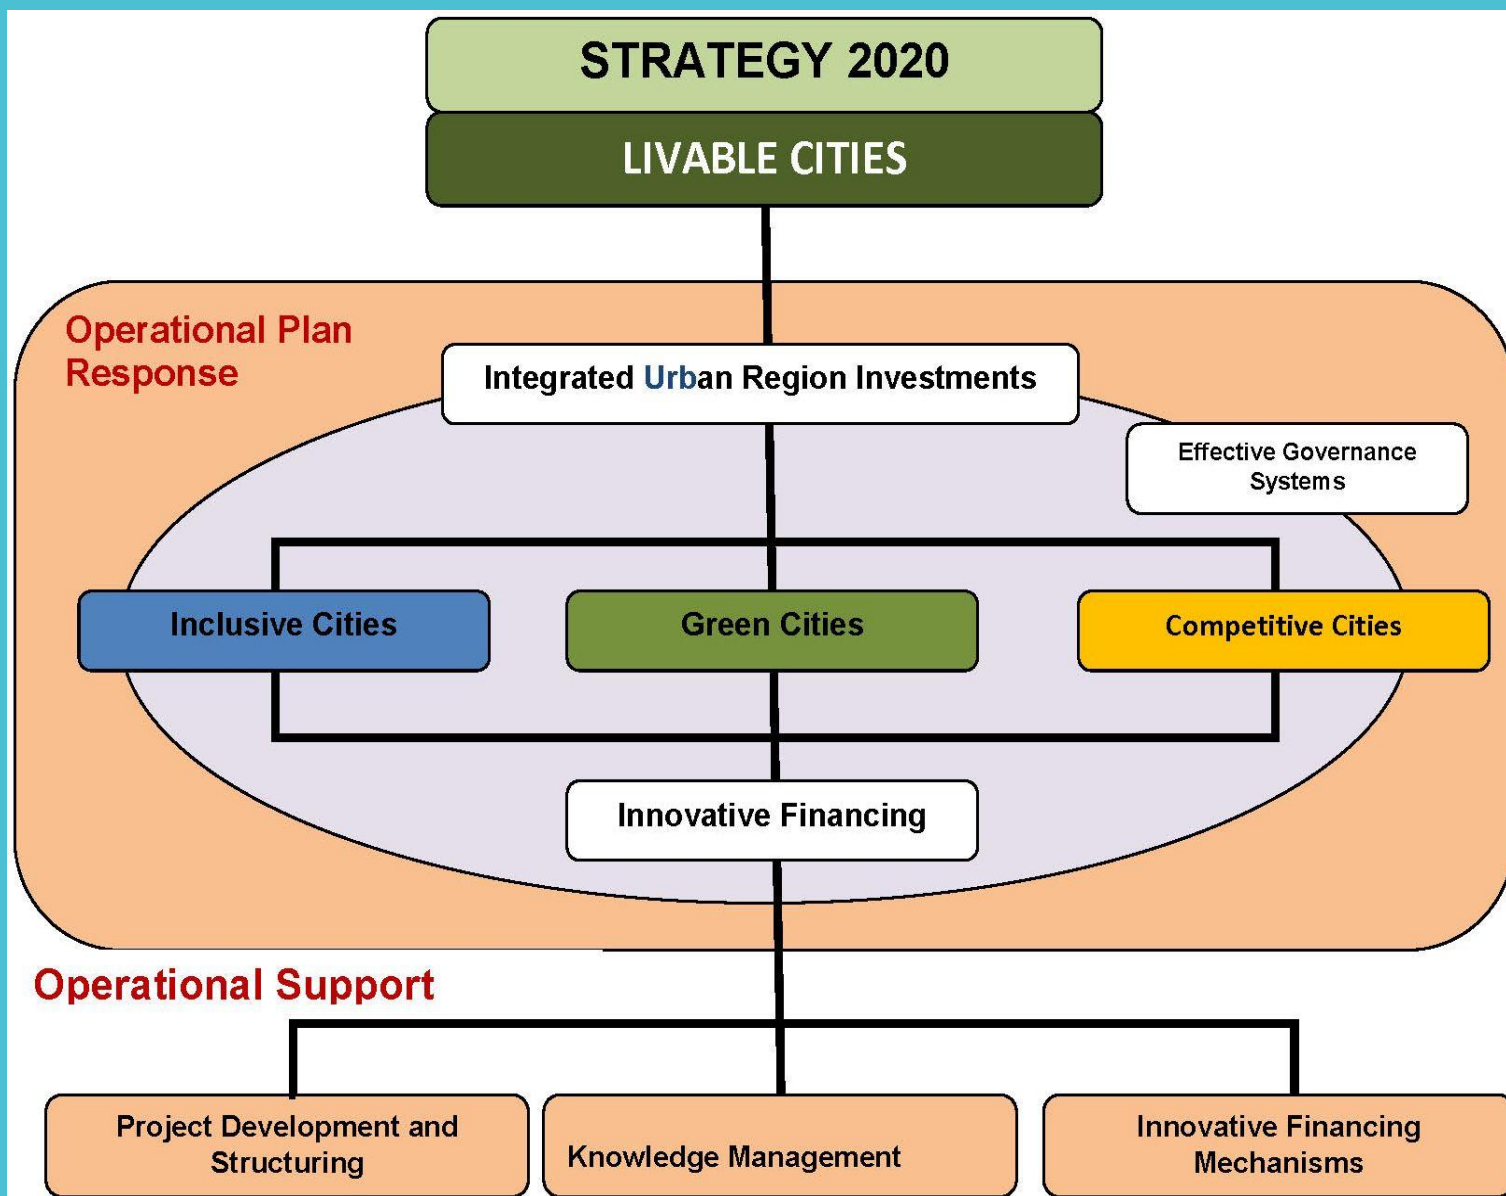 STRATEGY 2020
LIVABLE CITIES
Operational Plan
Response
Integrated Urban Region Investments
Effective Governance
Systems
Inclusive Cities
Green Cities
Competitive Cities
Innovative Financing
Operational Support
Project Development and
Structuring
Knowledge Management
Innovative Financing
Mechanisms